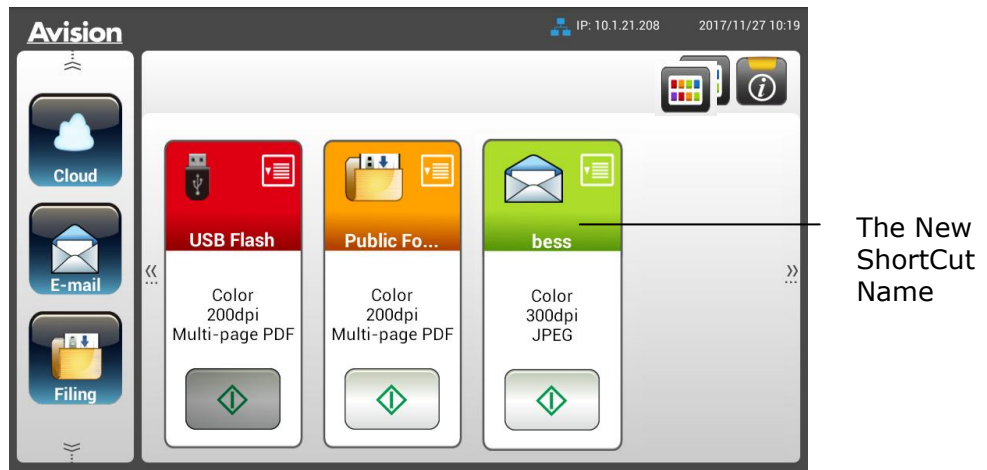 Avision
IP: 10.1.21.208
2017/11/27 10:19
Cloud
E-mail
Filing
USB Flash
Color
200dpi
Multi-page PDF
Public Fo...
Color
200dpi
Multi-page PDF
bess
Color
300dpi
JPEG
The New
ShortCut
Name